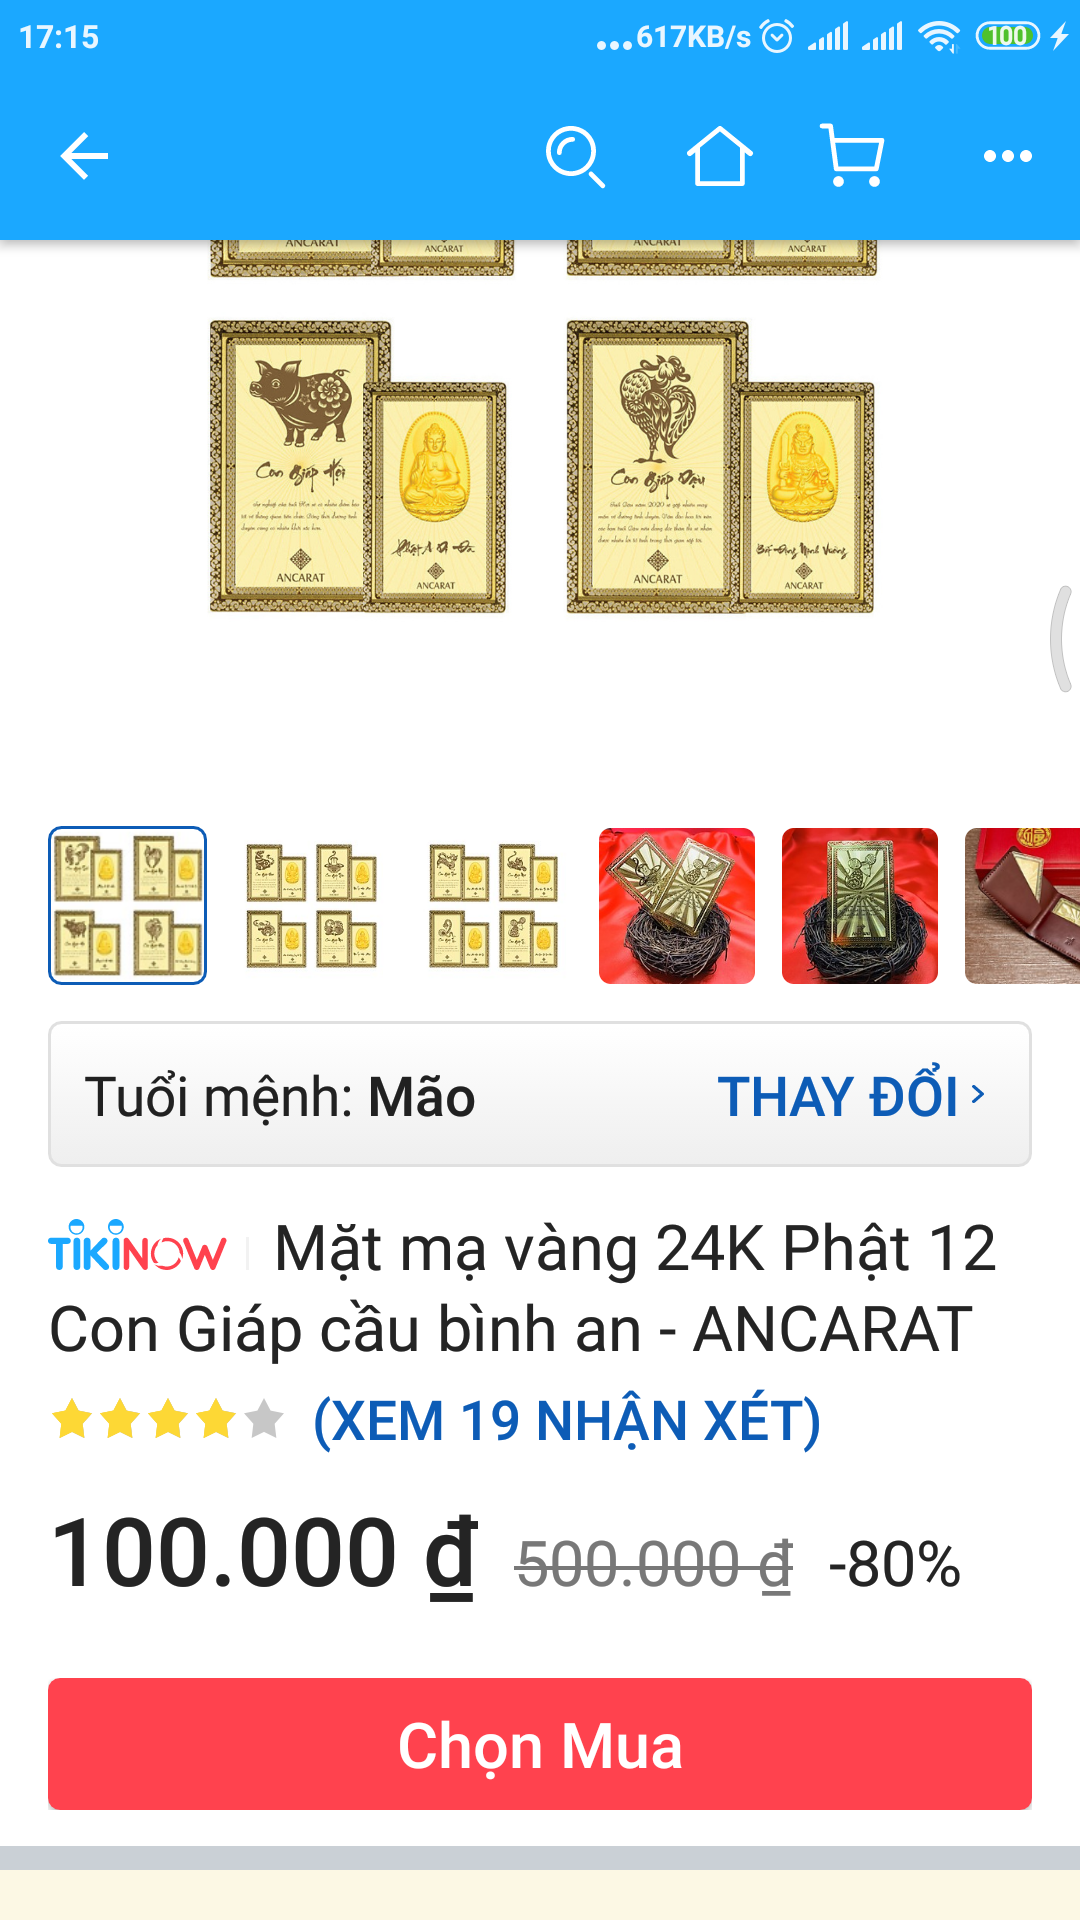 17:15
...617KB/s
100
ANCARAT
ANCARAT
ANCARAT
ANCARAT
Con Giáp Hợi
Phật A Di Đà
ANCARAT
ANCARAT
Con Giáp Dậu
Bất Động Minh Vương
ANCARAT
ANCARAT
Tuổi mệnh: Mão
THAY ĐỔI
TIKINOW Mặt mạ vàng 24K Phật 12
Con Giáp cầu bình an - ANCARAT
(XEM 19 NHẬN XÉT)
100.000 đ 500.000 đ -80%
Chọn Mua